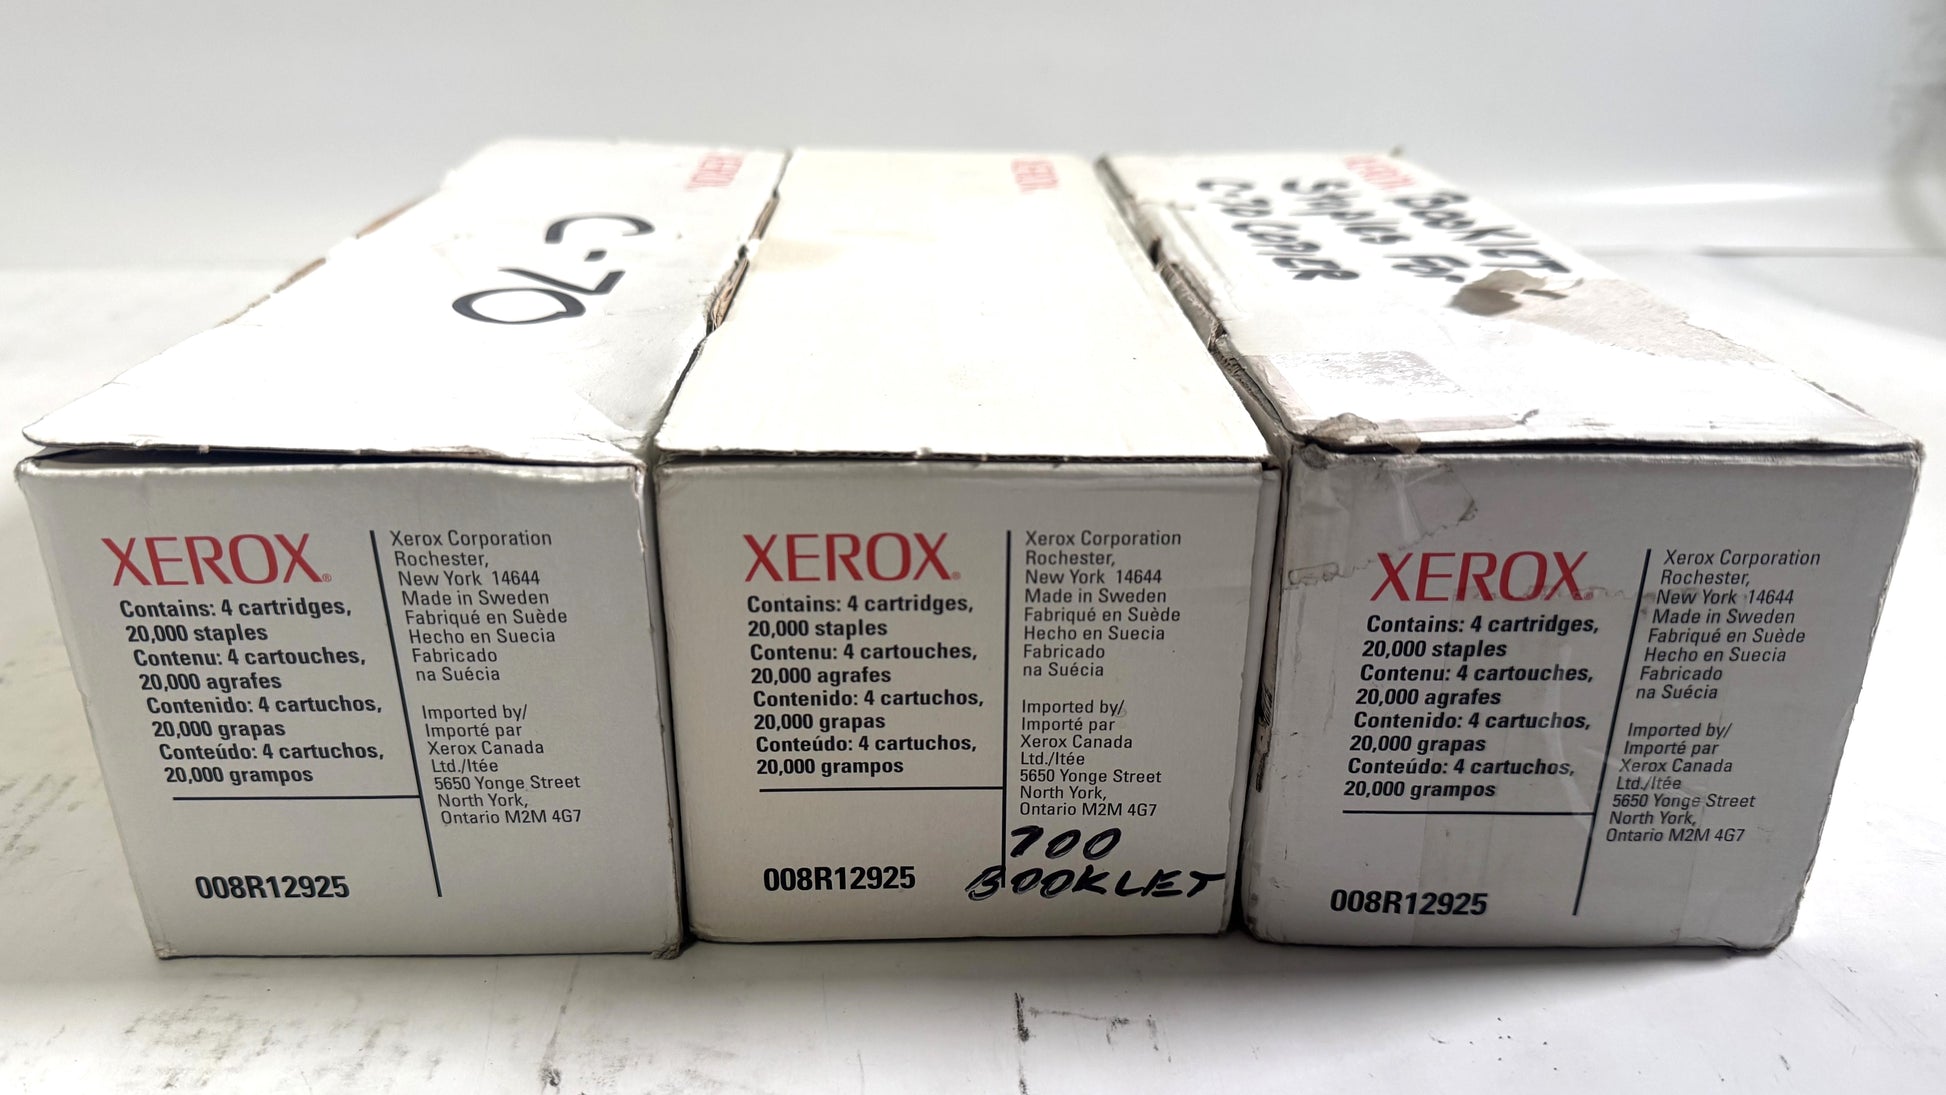 XEROX
C-70
XEROX®
Contains: 4 cartridges,
20,000 staples
Contenu: 4 cartouches,
20,000 agrafes
Contenido: 4 cartuchos,
20,000 grapas
Conteúdo: 4 cartuchos,
20,000 grampos
008R12925
Xerox Corporation
Rochester,
New York 14644
Made in Sweden
Fabriqué en Suède
Hecho en Suecia
Fabricado
na Suécia
Imported by/
Importé par
Xerox Canada
Ltd./ltée
5650 Yonge Street
North York,
Ontario M2M 4G7
XEROX
XEROX®
Contains: 4 cartridges,
20,000 staples
Contenu: 4 cartouches,
20,000 agrafes
Contenido: 4 cartuchos,
20,000 grapas
Conteúdo: 4 cartuchos,
20,000 grampos
008R12925
Xerox Corporation
Rochester,
New York 14644
Made in Sweden
Fabriqué en Suède
Hecho en Suecia
Fabricado
na Suécia
Imported by/
Importé par
Xerox Canada
Ltd./ltée
5650 Yonge Street
North York,
Ontario M2M 4G7
700
BOOKLET
XEROX
BOOKLET
Staples For
C-70 COPIER
XEROX
Contains: 4 cartridges,
20,000 staples
Contenu: 4 cartouches,
20,000 agrafes
Contenido: 4 cartuchos,
20,000 grapas
Conteúdo: 4 cartuchos,
20,000 grampos
008R12925
Xerox Corporation
Rochester,
New York 14644
Made in Sweden
Fabriqué en Suède
Hecho en Suecia
Fabricado
na Suécia
Imported by/
Importé par
Xerox Canada
Ltd./ltée
5650 Yonge Street
North York,
Ontario M2M 4G7